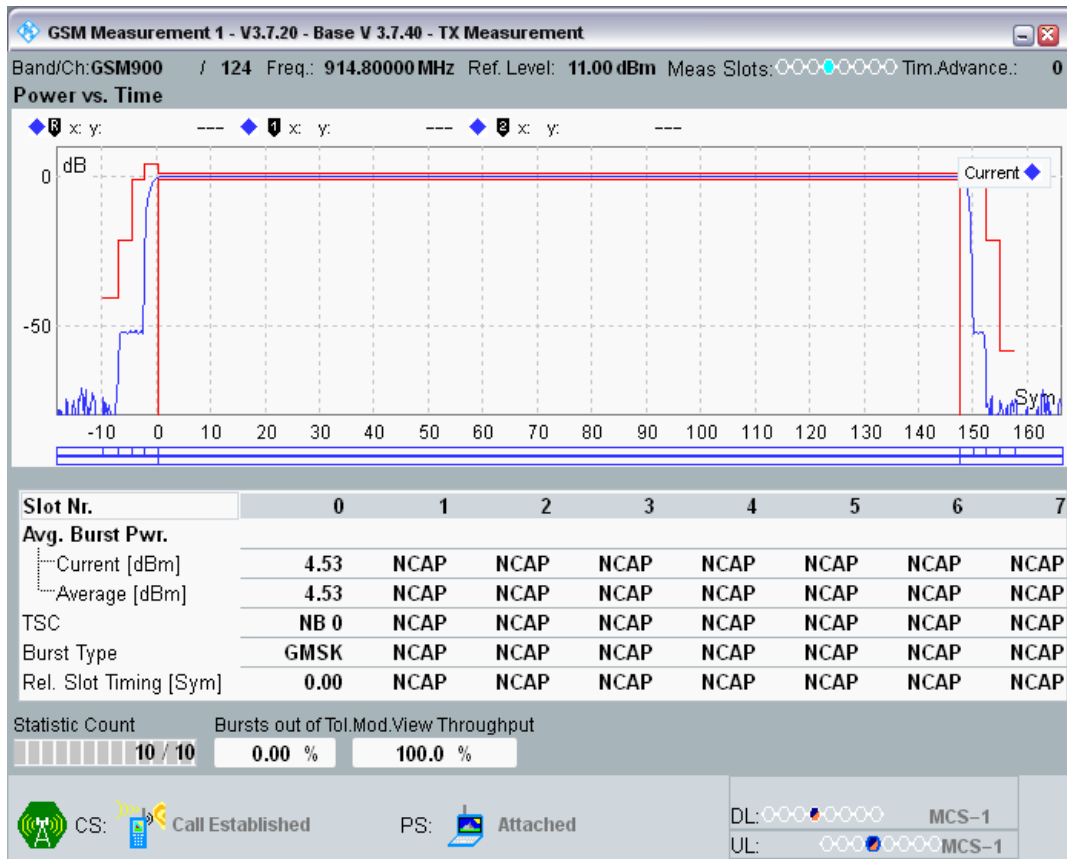 GSM Measurement 1 - V3.7.20 - Base V 3.7.40 - TX Measurement
Band/Ch:GSM900 / 124 Freq.: 914.80000 MHz Ref. Level: 11.00 dBm Meas Slots: Tim.Advance.: 0
Power vs. Time
R x: y: --- 1 x: y: --- 2 x: y: ---
dB
0
Current
-50
Sym
-10 0 10 20 30 40 50 60 70 80 90 100 110 120 130 140 150 160
Slot Nr. 0 1 2 3 4 5 6 7
Avg. Burst Pwr.
Current [dBm] 4.53 NCAP NCAP NCAP NCAP NCAP NCAP NCAP
Average [dBm] 4.53 NCAP NCAP NCAP NCAP NCAP NCAP NCAP
TSC NB 0 NCAP NCAP NCAP NCAP NCAP NCAP NCAP
Burst Type GMSK NCAP NCAP NCAP NCAP NCAP NCAP NCAP
Rel. Slot Timing [Sym] 0.00 NCAP NCAP NCAP NCAP NCAP NCAP NCAP
Statistic Count Bursts out of Tol.Mod.View Throughput
10 / 10 0.00 % 100.0 %
CS: Call Established PS: Attached
DL: MCS-1
UL: MCS-1